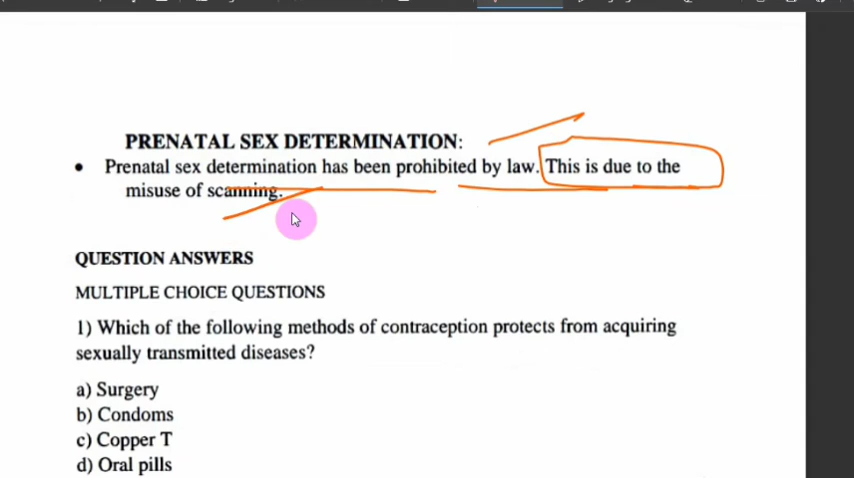 PRENATAL SEX DETERMINATION:
• Prenatal sex determination has been prohibited by law. This is due to the
misuse of scanning.
QUESTION ANSWERS
MULTIPLE CHOICE QUESTIONS
1) Which of the following methods of contraception protects from acquiring
sexually transmitted diseases?
a) Surgery
b) Condoms
c) Copper T
d) Oral pills